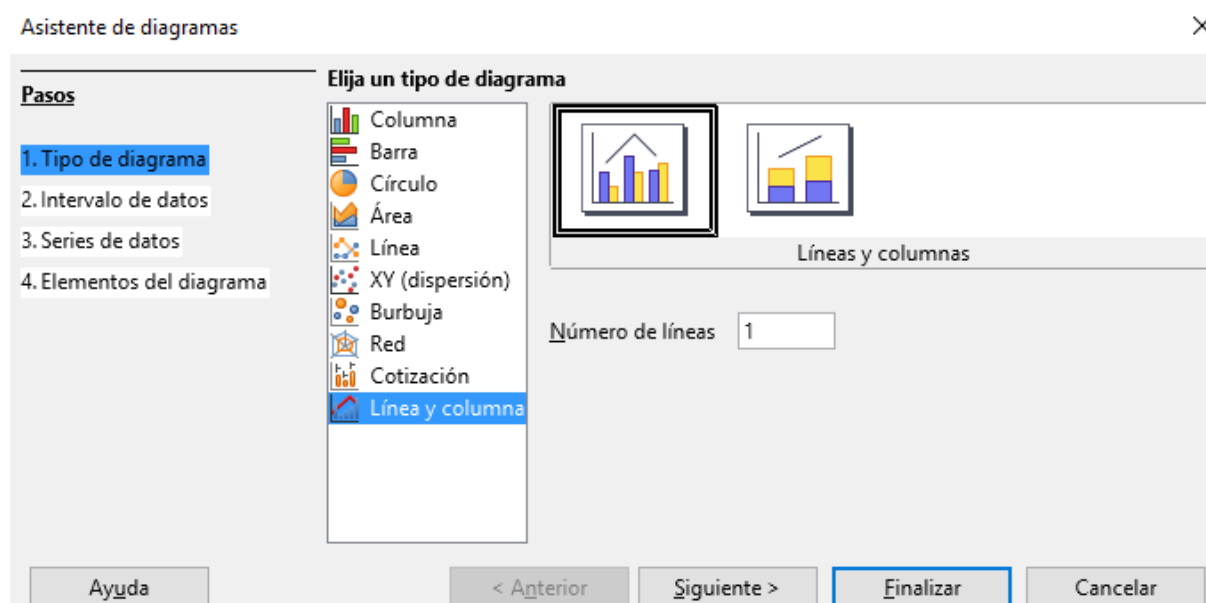 Asistente de diagramas
Pasos
1. Tipo de diagrama
2. Intervalo de datos
3. Series de datos
4. Elementos del diagrama
Elija un tipo de diagrama
Columna
Barra
Círculo
Área
Línea
XY (dispersión)
Burbuja
Red
Cotización
Línea y columna
Líneas y columnas
Número de líneas 1
Ayuda
< Anterior
Siguiente >
Finalizar
Cancelar